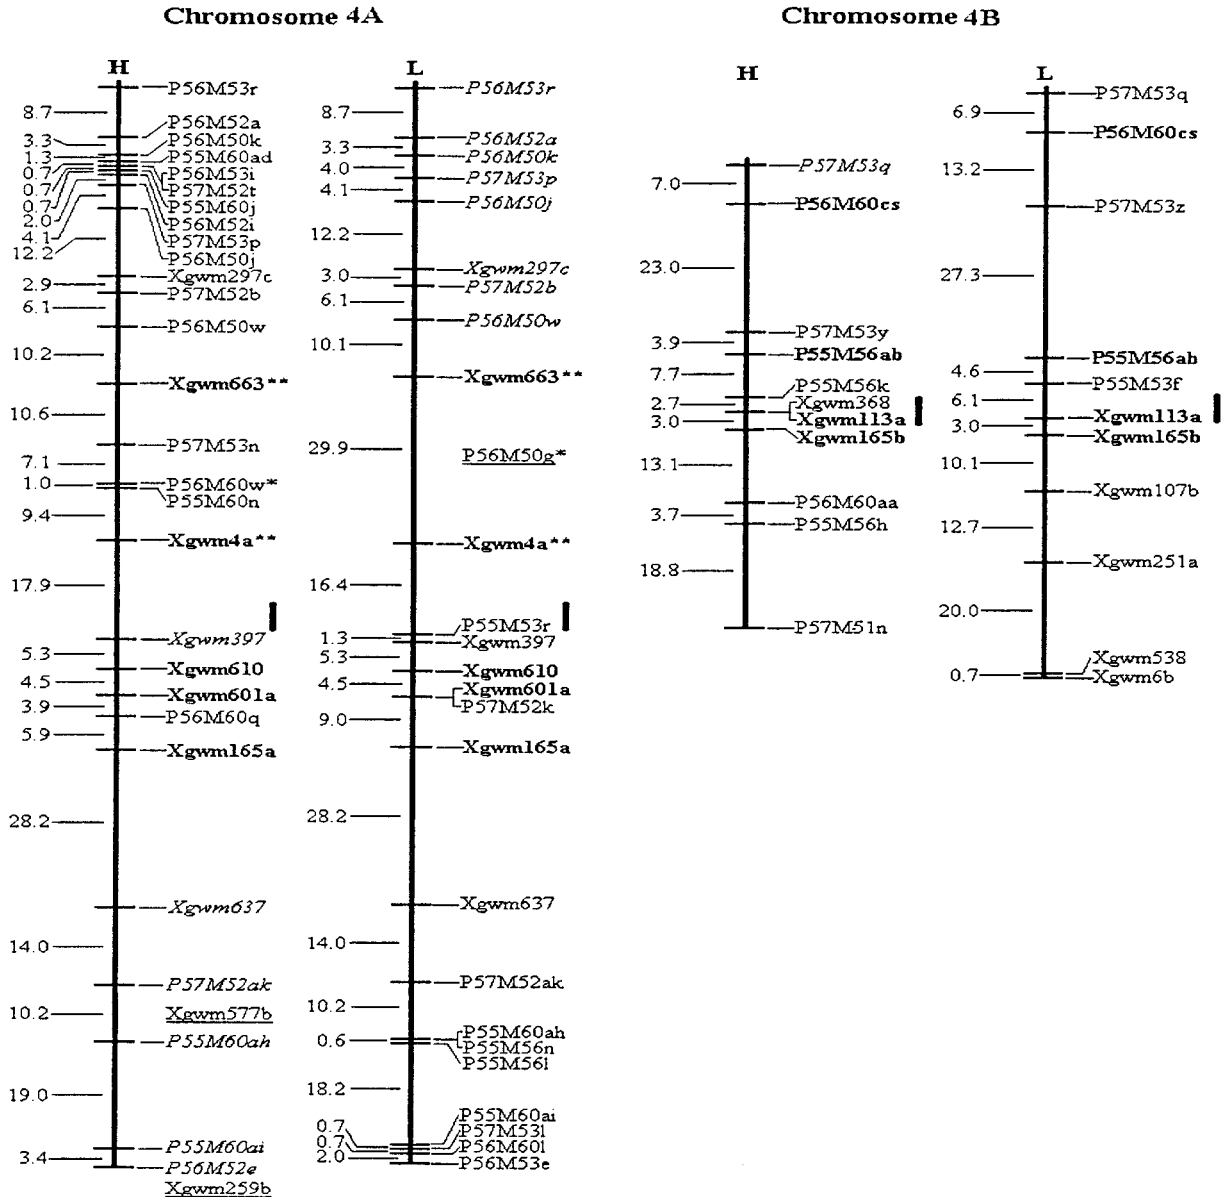 Chromosome 4A
H
P56M53r
8.7
P56M52a
3.3
P56M50k
1.3
P55M60ad
0.7
P56M53i
0.7
P57M52t
0.7
P55M60j
2.0
P56M52i
4.1
P57M53p
12.2
P56M50j
Xgwm297c
2.9
P57M52b
6.1
P56M50w
10.2
Xgwm663**
10.6
P57M53n
7.1
P56M60w*
1.0
P55M60n
9.4
Xgwm4a**
17.9
Xgwm397
5.3
Xgwm610
4.5
Xgwm601a
3.9
P56M60q
5.9
Xgwm165a
28.2
Xgwm637
14.0
P57M52ak
10.2
Xgwm577b
P55M60ah
19.0
P55M60ai
3.4
P56M52e
Xgwm259b
L
P56M53r
8.7
P56M52a
3.3
P56M50k
4.0
P57M53p
4.1
P56M50j
12.2
Xgwm297c
3.0
P57M52b
6.1
P56M50w
10.1
Xgwm663**
29.9
P56M50g*
Xgwm4a**
16.4
P55M53r
1.3
Xgwm397
5.3
Xgwm610
4.5
Xgwm601a
P57M52k
9.0
Xgwm165a
28.2
Xgwm637
14.0
P57M52ak
10.2
P55M60ah
0.6
P55M56n
P55M56l
18.2
P55M60ai
0.7
P57M53l
0.7
P56M60l
2.0
P56M53e
Chromosome 4B
H
P57M53q
7.0
P56M60cs
23.0
P57M53y
3.9
P55M56ab
7.7
P55M56k
2.7
Xgwm368
Xgwm113a
3.0
Xgwm165b
13.1
P56M60aa
3.7
P55M56h
18.8
P57M51n
L
P57M53q
6.9
P56M60cs
13.2
P57M53z
27.3
P55M56ab
4.6
P55M53f
6.1
Xgwm113a
3.0
Xgwm165b
10.1
Xgwm107b
12.7
Xgwm251a
20.0
Xgwm538
0.7
Xgwm6b